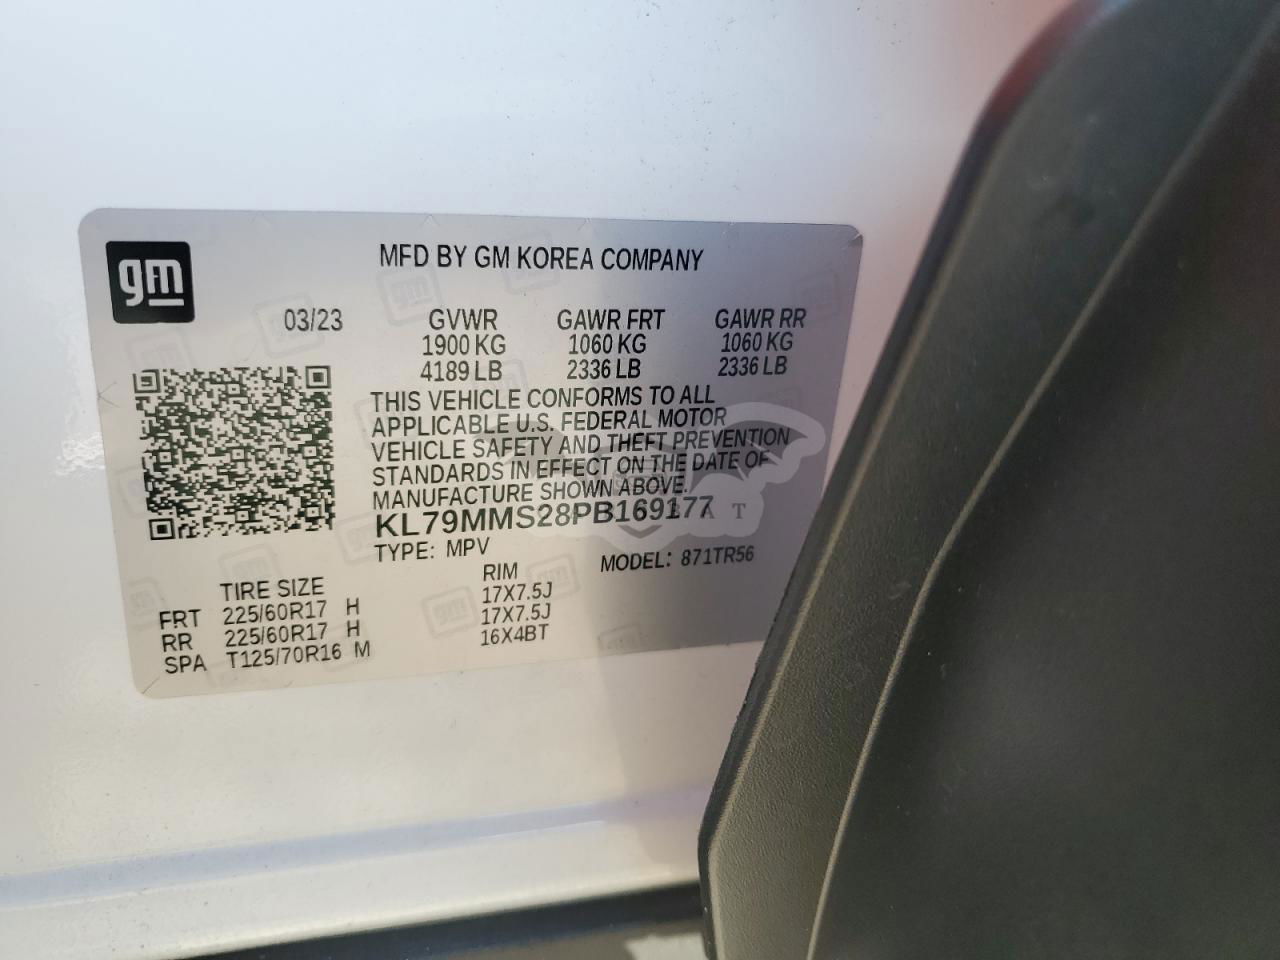 gm
MFD BY GM KOREA COMPANY
03/23 GVWR GAWR FRT GAWR RR
1900 KG 1060 KG 1060 KG
4189 LB 2336 LB 2336 LB
THIS VEHICLE CONFORMS TO ALL
APPLICABLE U.S. FEDERAL MOTOR
VEHICLE SAFETY AND THEFT PREVENTION
STANDARDS IN EFFECT ON THE DATE OF
MANUFACTURE SHOWN ABOVE.
KL79MMS28PB169177
TYPE: MPV MODEL: 871TR56
TIRE SIZE RIM
FRT 225/60R17 H 17X7.5J
RR 225/60R17 H 17X7.5J
SPA T125/70R16 M 16X4BT